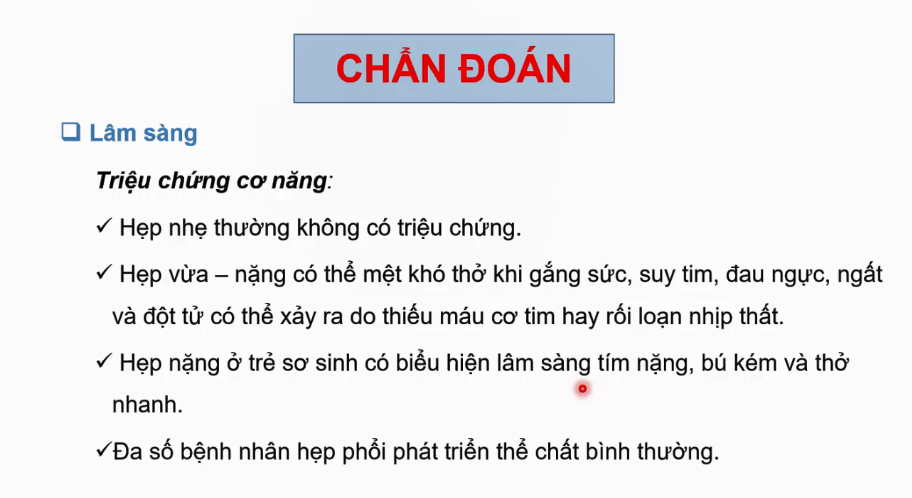 CHẨN ĐOÁN
Lâm sàng
Triệu chứng cơ năng:
Hẹp nhẹ thường không có triệu chứng.
Hẹp vừa – nặng có thể mệt khó thở khi gắng sức, suy tim, đau ngực, ngất
và đột tử có thể xảy ra do thiếu máu cơ tim hay rối loạn nhịp thất.
Hẹp nặng ở trẻ sơ sinh có biểu hiện lâm sàng tím nặng, bú kém và thở
nhanh.
Đa số bệnh nhân hẹp phổi phát triển thể chất bình thường.